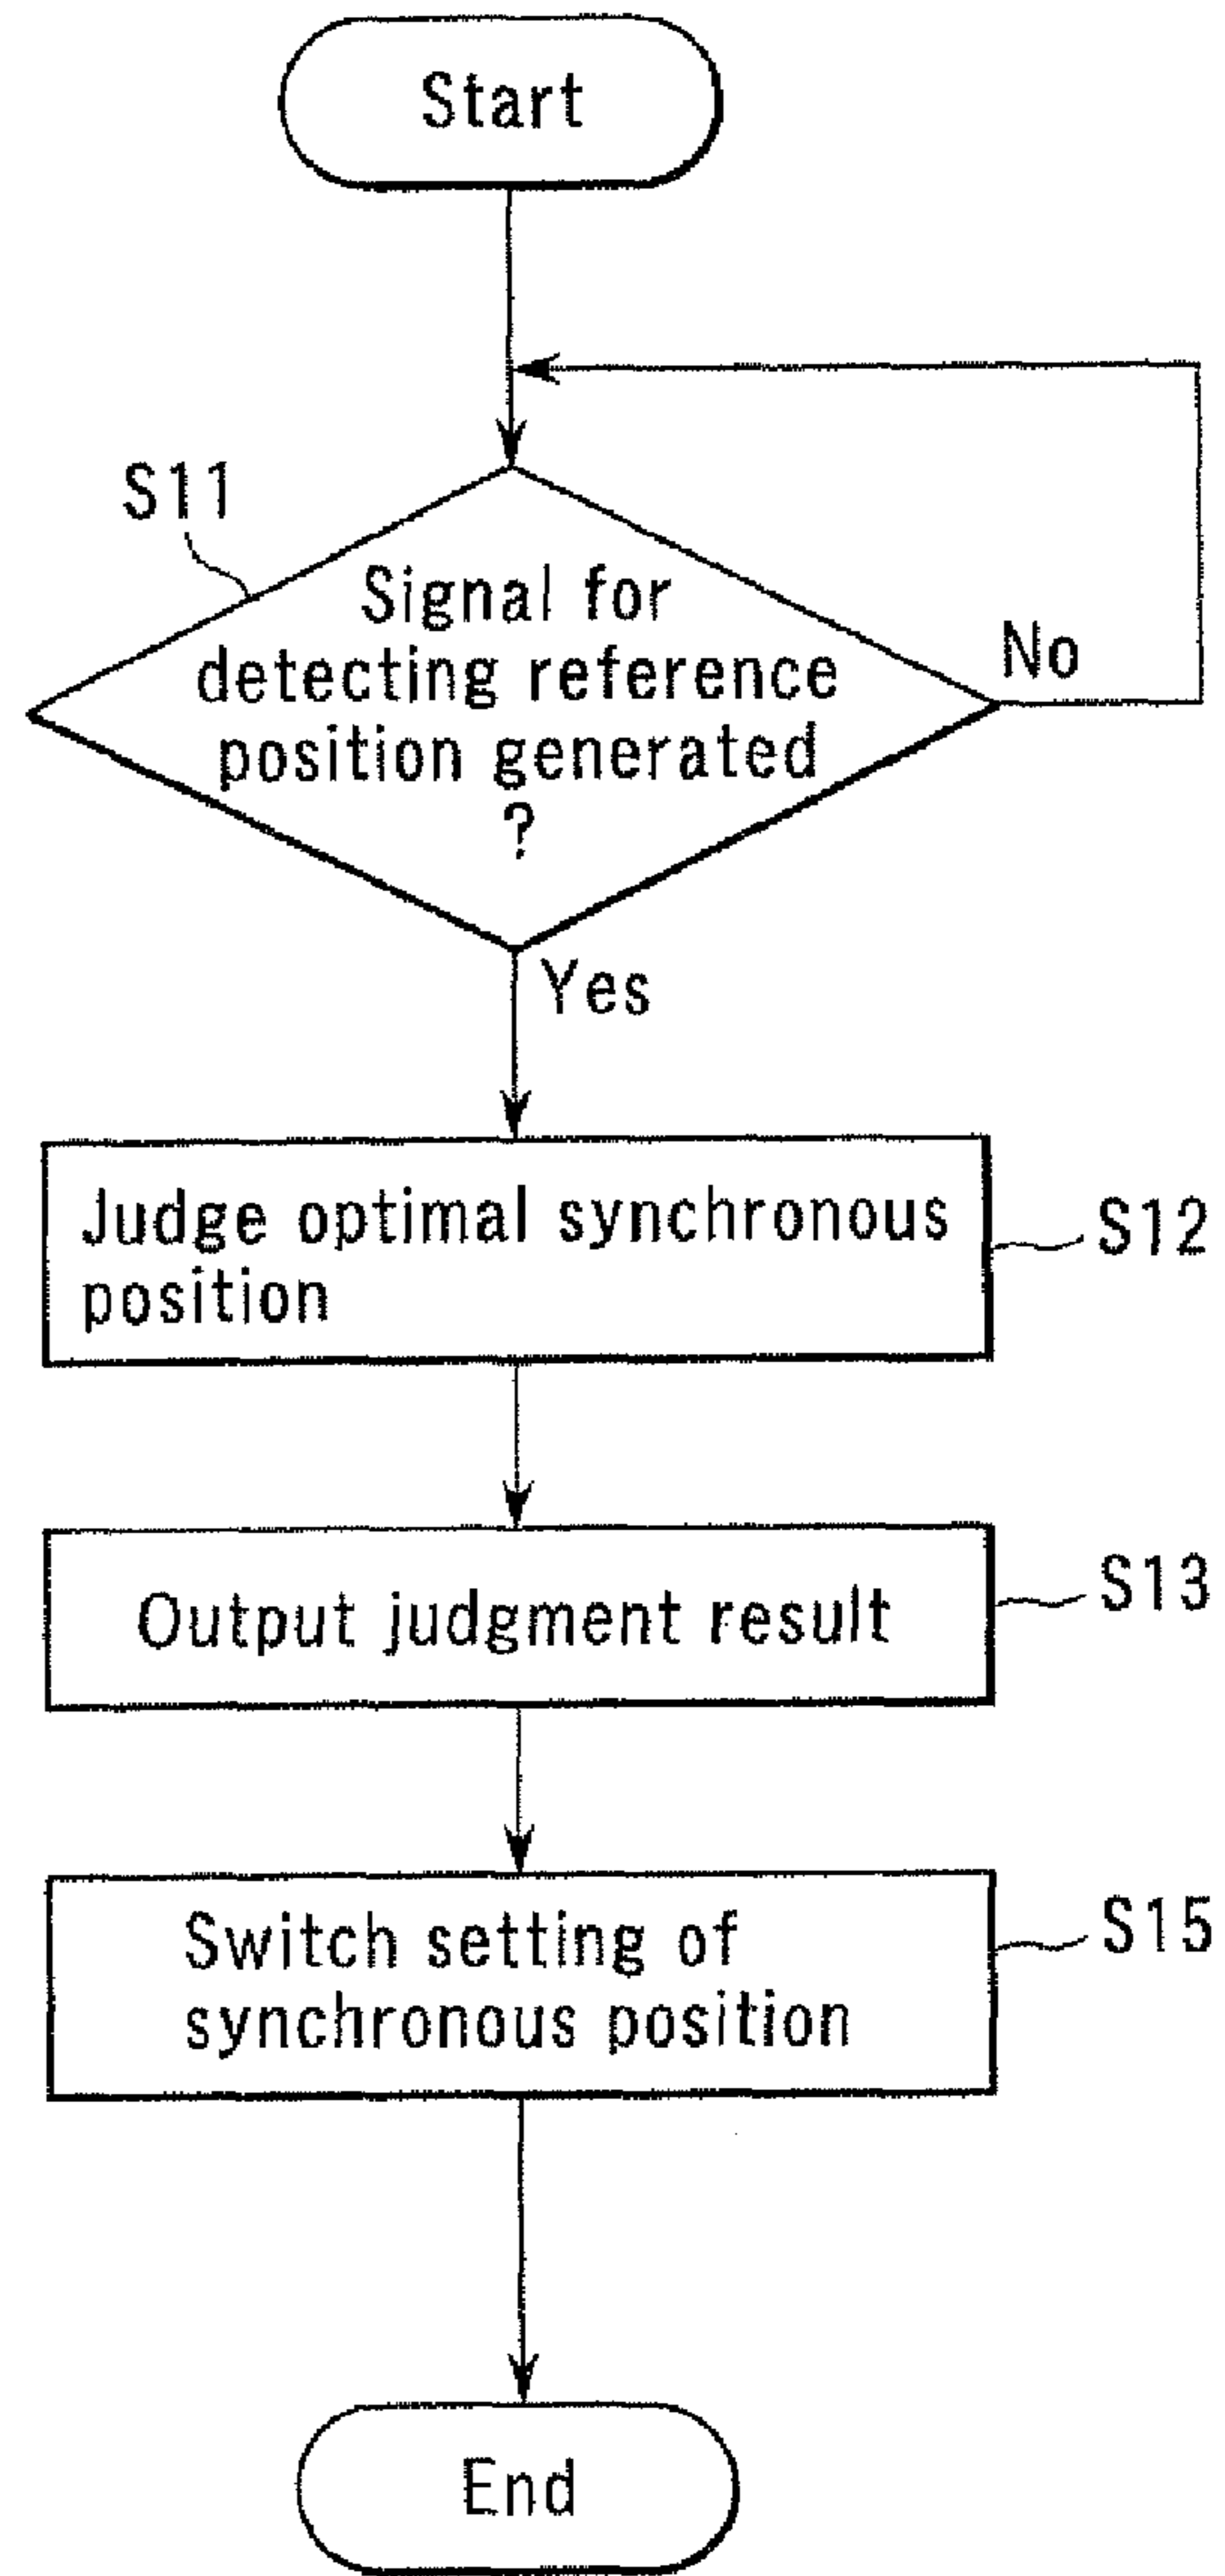 Start
S11
Signal for
detecting reference
position generated
?
No
Yes
Judge optimal synchronous
position
S12
Output judgment result
S13
Switch setting of
synchronous position
S15
End